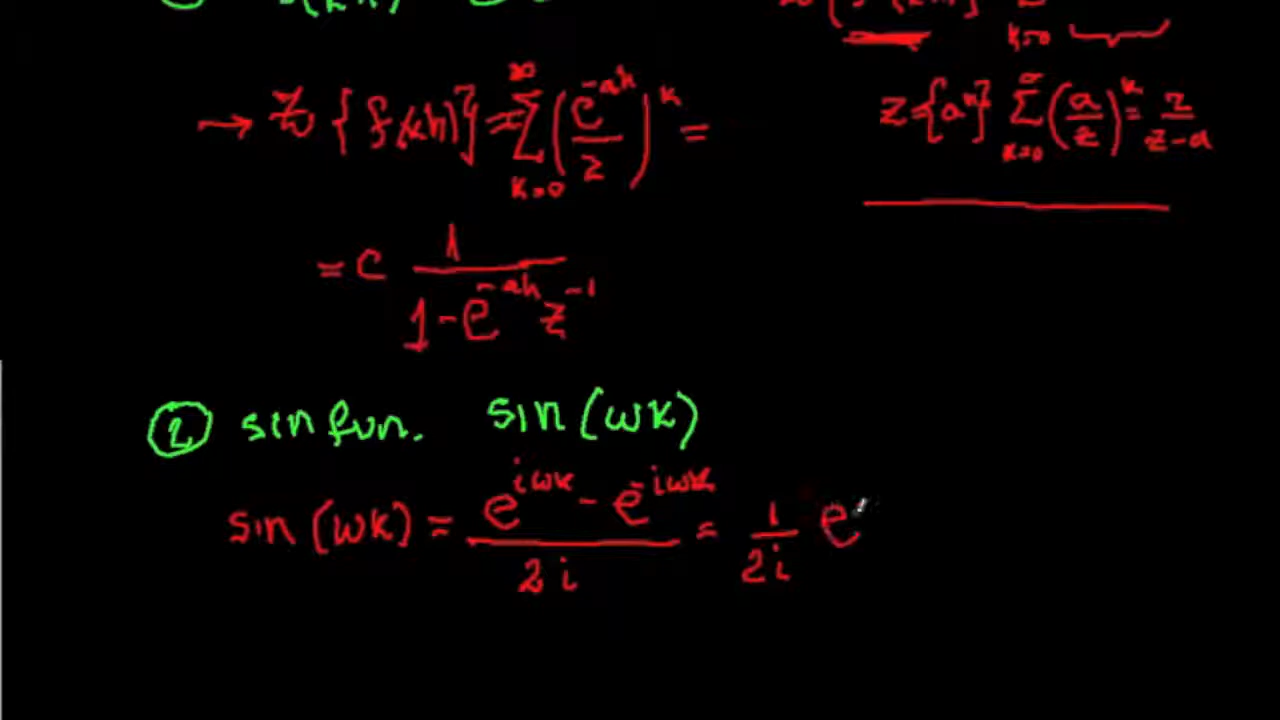 → Z {f(kh)} = Σ_{k=0}^{∞} (e^{-ah}/z)^k =
Z={a^k} Σ_{k=0}^{∞} (a/z)^k = z/(z-a)
= c 1/(1-e^{-ah}z^{-1})
② sin fun. sin(ωk)
sin(ωk) = (e^{iωk} - e^{-iωk})/2i = 1/2i e